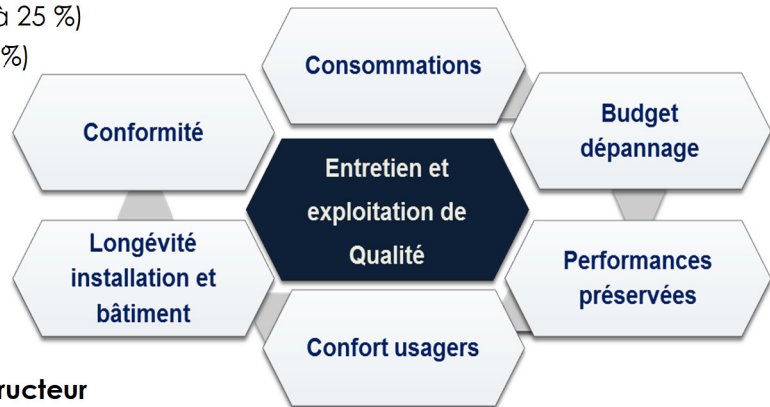 à 25 %)
%)
Consommations
Conformité
Budget
dépannage
Entretien et
exploitation de
Qualité
Longévité
installation et
bâtiment
Performances
préservées
Confort usagers
ructeur